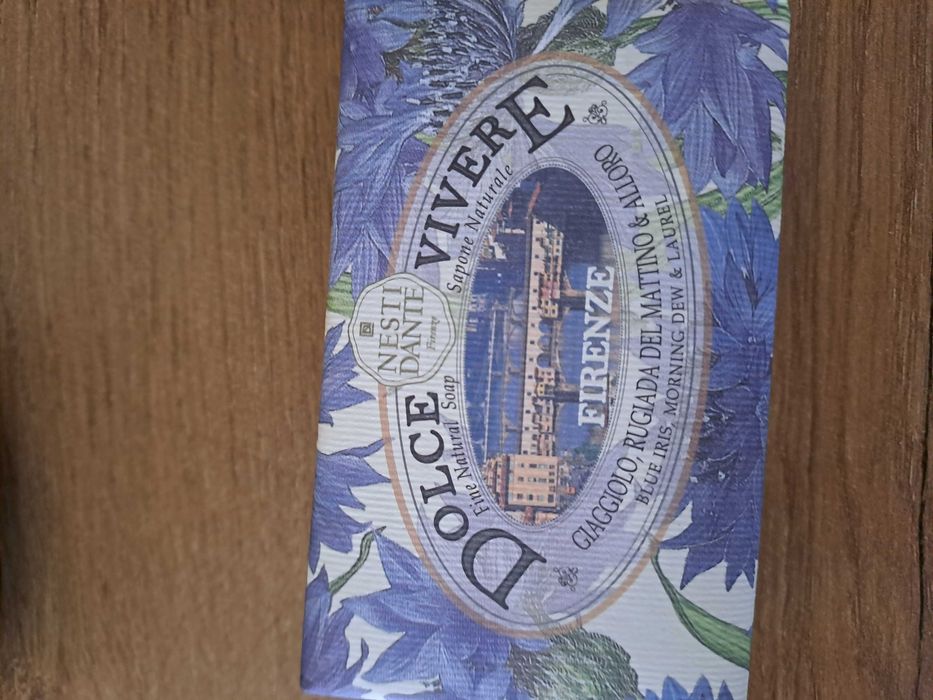 NESTI
DANTE
Firenze
DOLCE VIVERE
Fine Natural Soap Sapone Naturale
FIRENZE
GIAGGIOLO, RUGIADA DEL MATTINO & ALLORO
BLUE IRIS, MORNING DEW & LAUREL